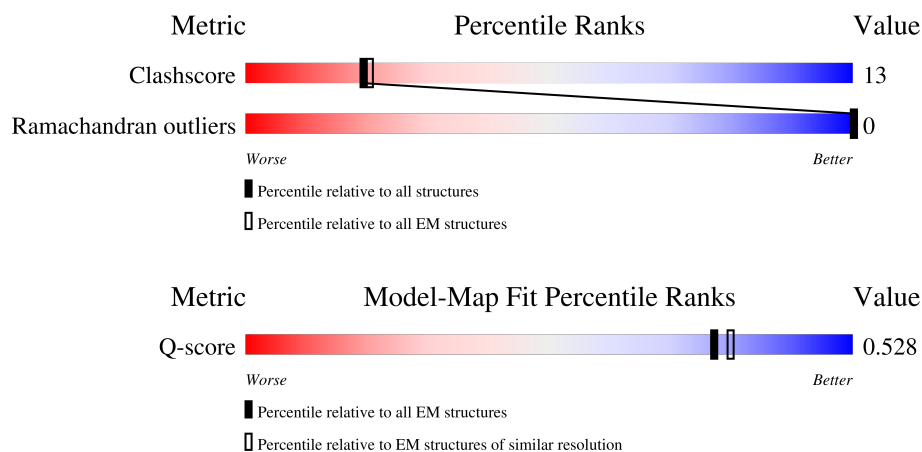 Metric Percentile Ranks Value
Clashscore 13
Ramachandran outliers 0
Worse Better
Percentile relative to all structures
Percentile relative to all EM structures
Metric Model-Map Fit Percentile Ranks Value
Q-score 0.528
Worse Better
Percentile relative to all EM structures
Percentile relative to EM structures of similar resolution